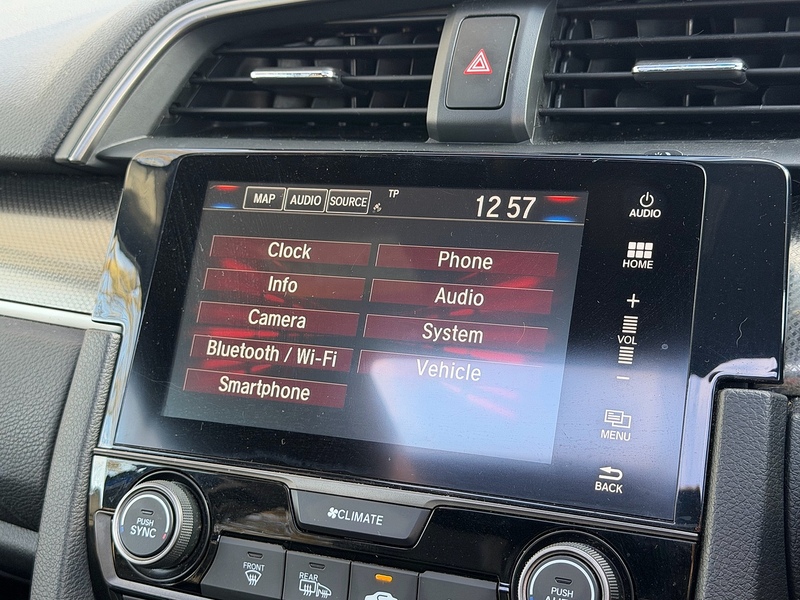 MAP AUDIO SOURCE TP 12 57
Clock
Info
Camera
Bluetooth / Wi-Fi
Smartphone
Phone
Audio
System
Vehicle
AUDIO
HOME
+
VOL
−
MENU
BACK
PUSH
SYNC
CLIMATE
FRONT
REAR
PUSH